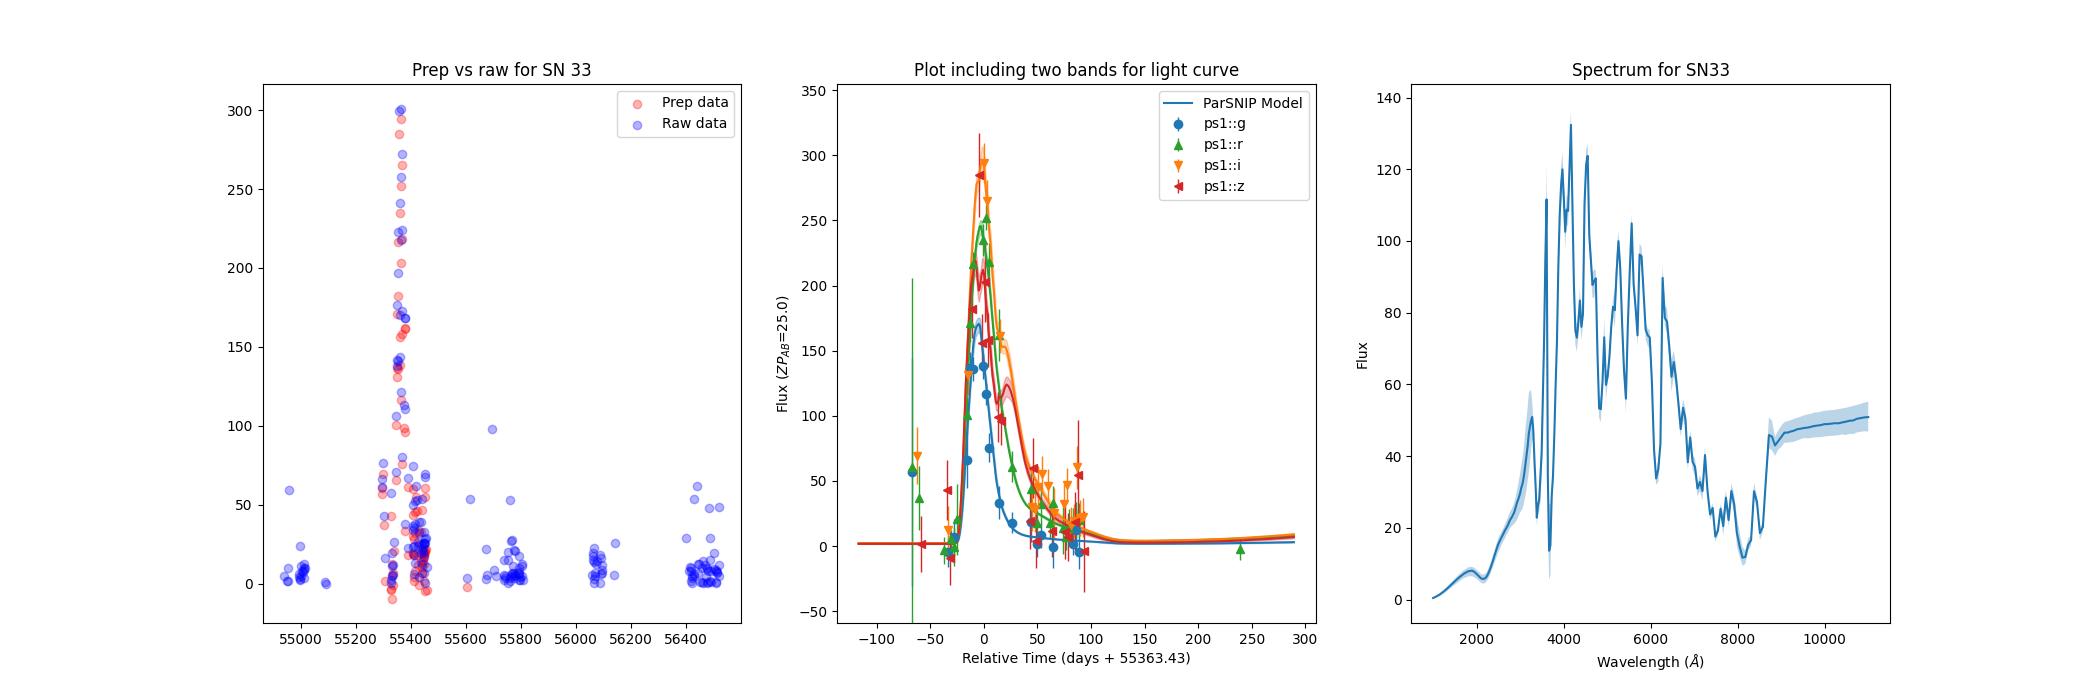 Prep vs raw for SN 33
Prep data
Raw data
300
250
200
150
100
50
0
55000 55200 55400 55600 55800 56000 56200 56400
Plot including two bands for light curve
ParSNIP Model
ps1::g
ps1::r
ps1::i
ps1::z
Flux ($ZP_{AB}$=25.0)
350
300
250
200
150
100
50
0
−50
−100 −50 0 50 100 150 200 250 300
Relative Time (days + 55363.43)
Spectrum for SN33
Flux
140
120
100
80
60
40
20
0
2000 4000 6000 8000 10000
Wavelength (Å)